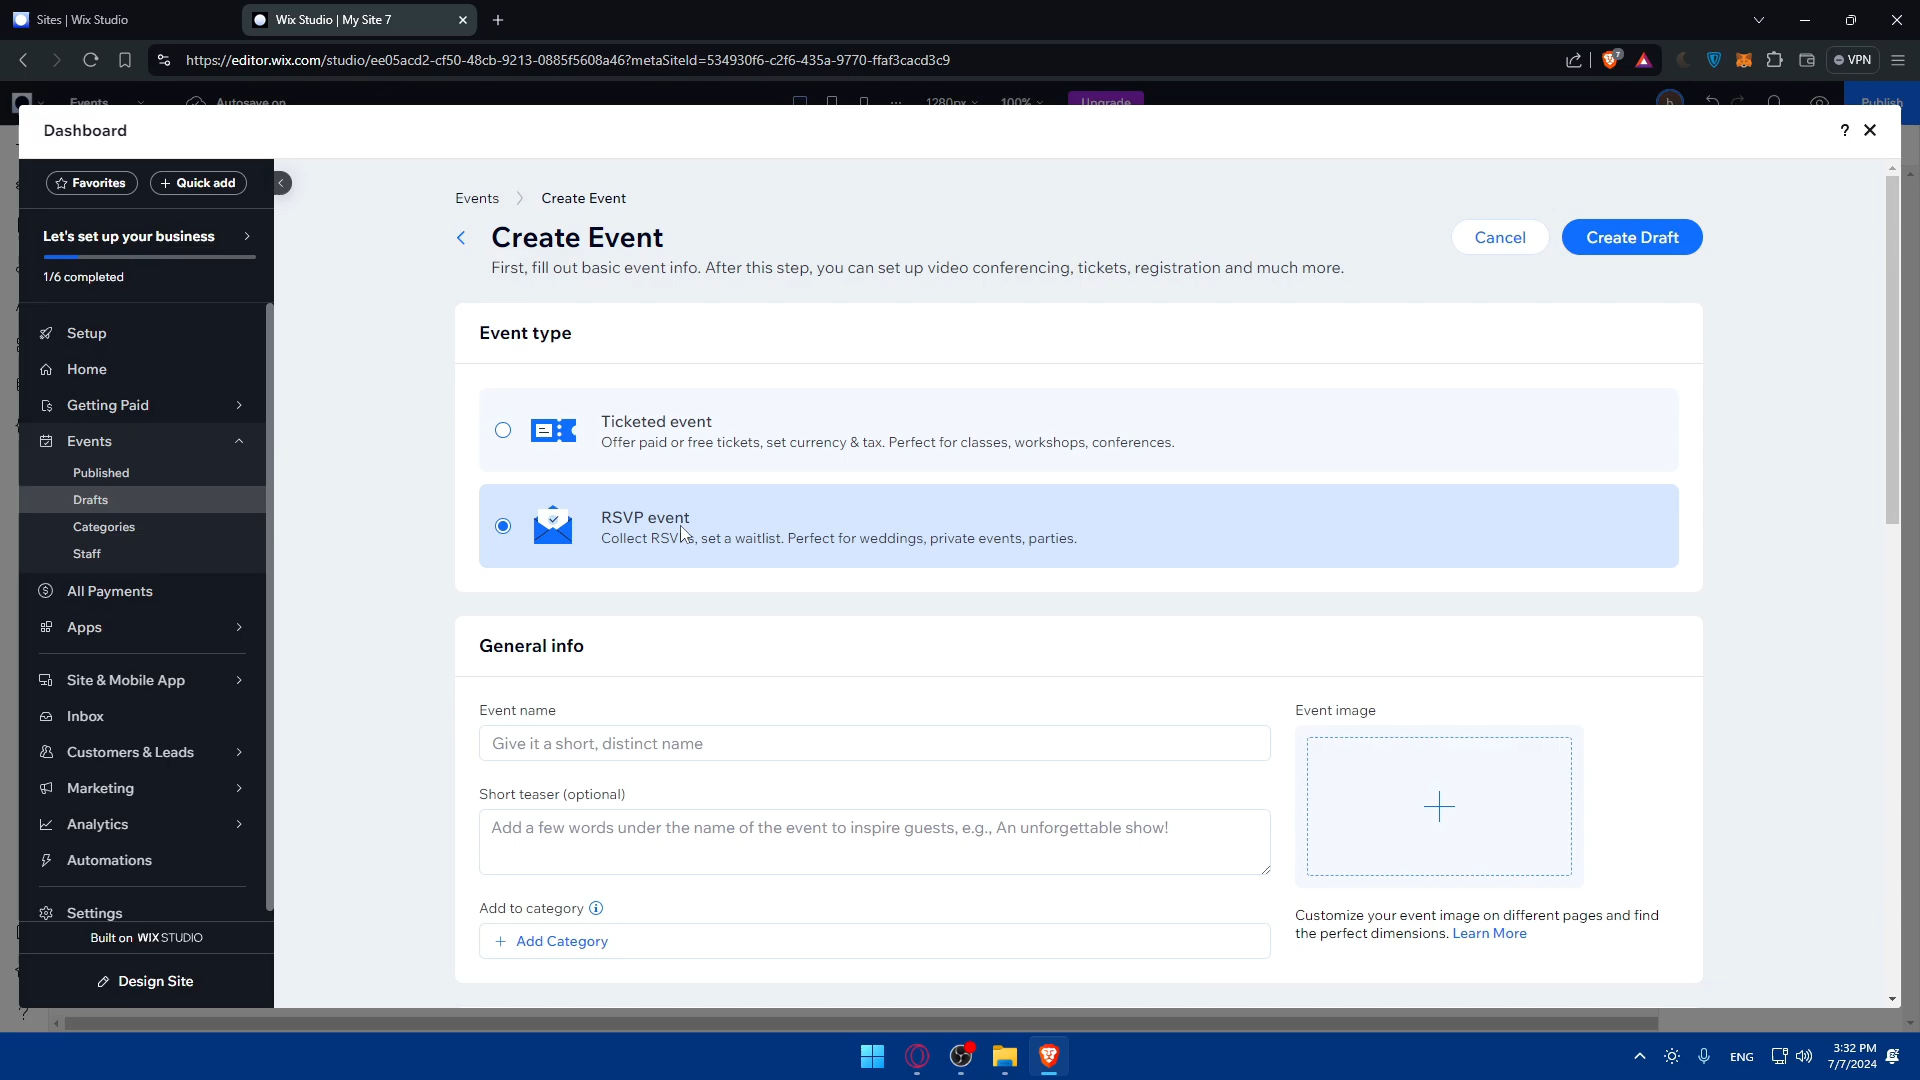 Sites | Wix Studio
Wix Studio | My Site 7
https://editor.wix.com/studio/ee05acd2-cf50-48cb-9213-0885f5608a46?metaSiteId=534930f6-c2f6-435a-9770-ffaf3cacd3c9
7
VPN
Events
Autosave on
1280px
100%
Upgrade
Publish
Dashboard
?
Favorites
+ Quick add
Let's set up your business
1/6 completed
Setup
Home
Getting Paid
Events
Published
Drafts
Categories
Staff
All Payments
Apps
Site & Mobile App
Inbox
Customers & Leads
Marketing
Analytics
Automations
Settings
Built on WIX STUDIO
Design Site
Events > Create Event
Create Event
Cancel
Create Draft
First, fill out basic event info. After this step, you can set up video conferencing, tickets, registration and much more.
Event type
Ticketed event
Offer paid or free tickets, set currency & tax. Perfect for classes, workshops, conferences.
RSVP event
Collect RSVPs, set a waitlist. Perfect for weddings, private events, parties.
General info
Event name
Give it a short, distinct name
Short teaser (optional)
Add a few words under the name of the event to inspire guests, e.g., An unforgettable show!
Add to category
+ Add Category
Event image
Customize your event image on different pages and find
the perfect dimensions. Learn More
ENG
3:32 PM
7/7/2024